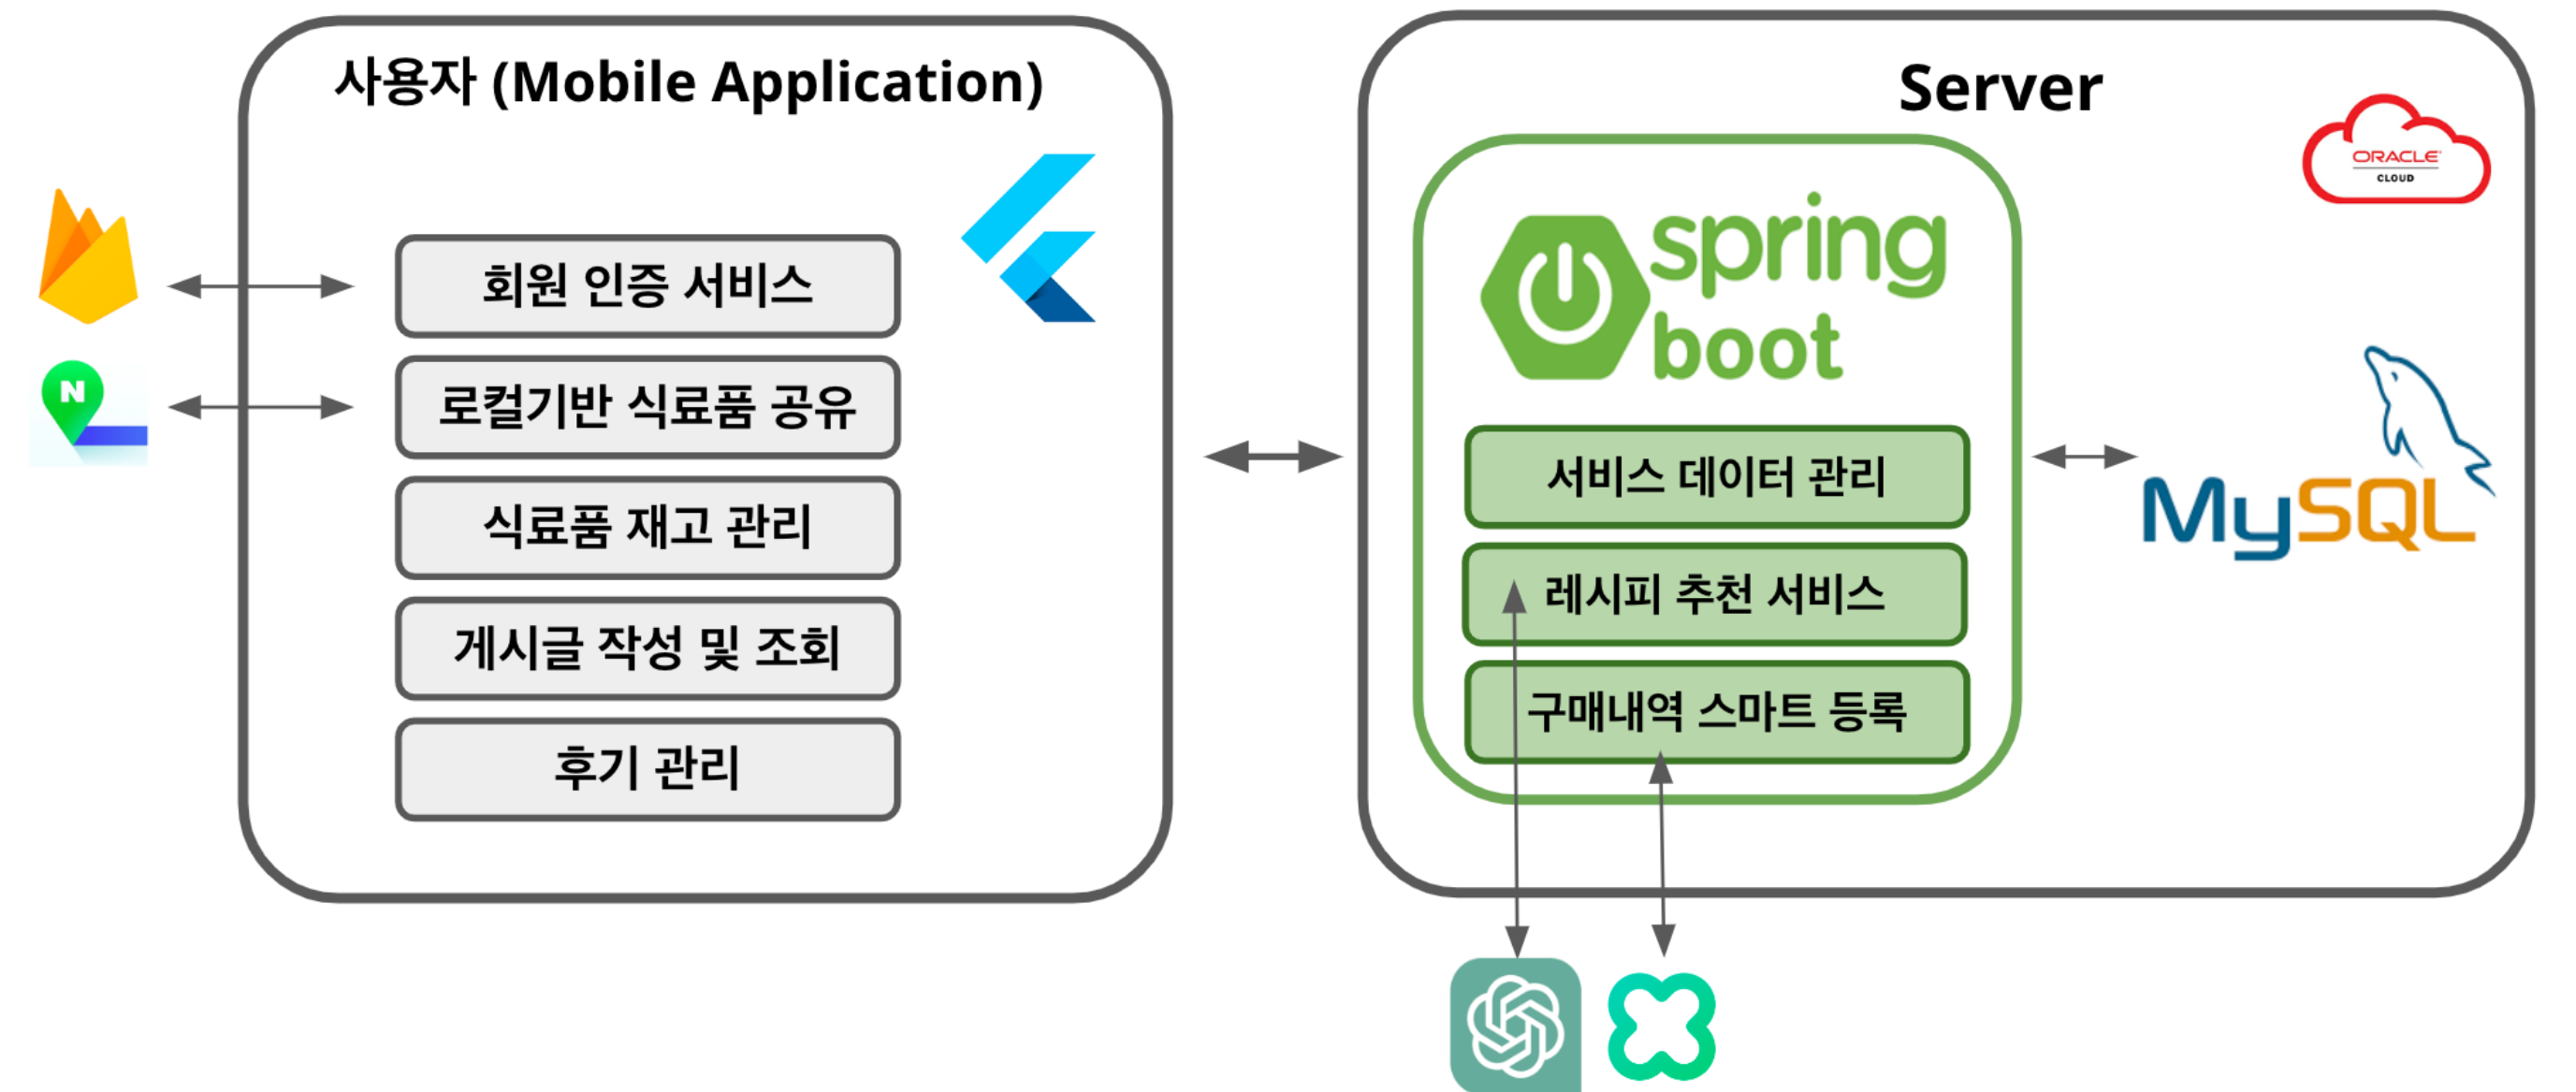 사용자 (Mobile Application)
회원 인증 서비스
N
로컬기반 식료품 공유
식료품 재고 관리
게시글 작성 및 조회
후기 관리
Server
ORACLE
CLOUD
spring
boot
서비스 데이터 관리
레시피 추천 서비스
구매내역 스마트 등록
MySQL